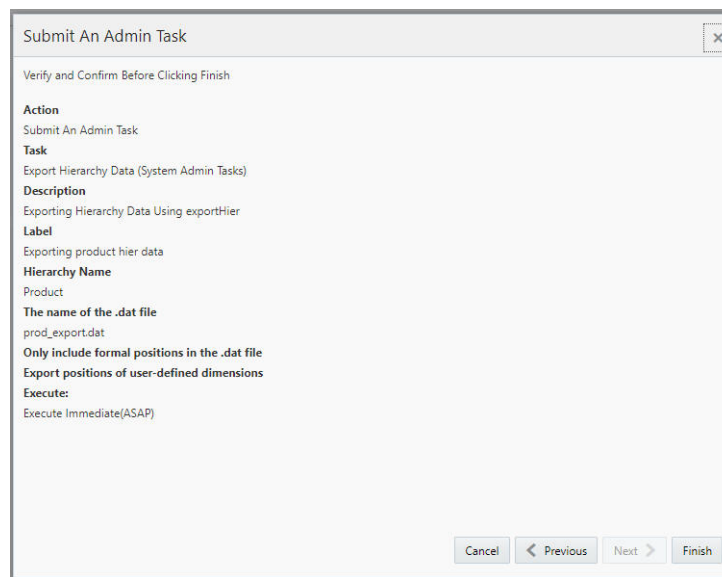 Submit An Admin Task
Verify and Confirm Before Clicking Finish
Action
Submit An Admin Task
Task
Export Hierarchy Data (System Admin Tasks)
Description
Exporting Hierarchy Data Using exportHier
Label
Exporting product hier data
Hierarchy Name
Product
The name of the .dat file
prod_export.dat
Only include formal positions in the .dat file
Export positions of user-defined dimensions
Execute:
Execute Immediate(ASAP)
Cancel Previous Next Finish